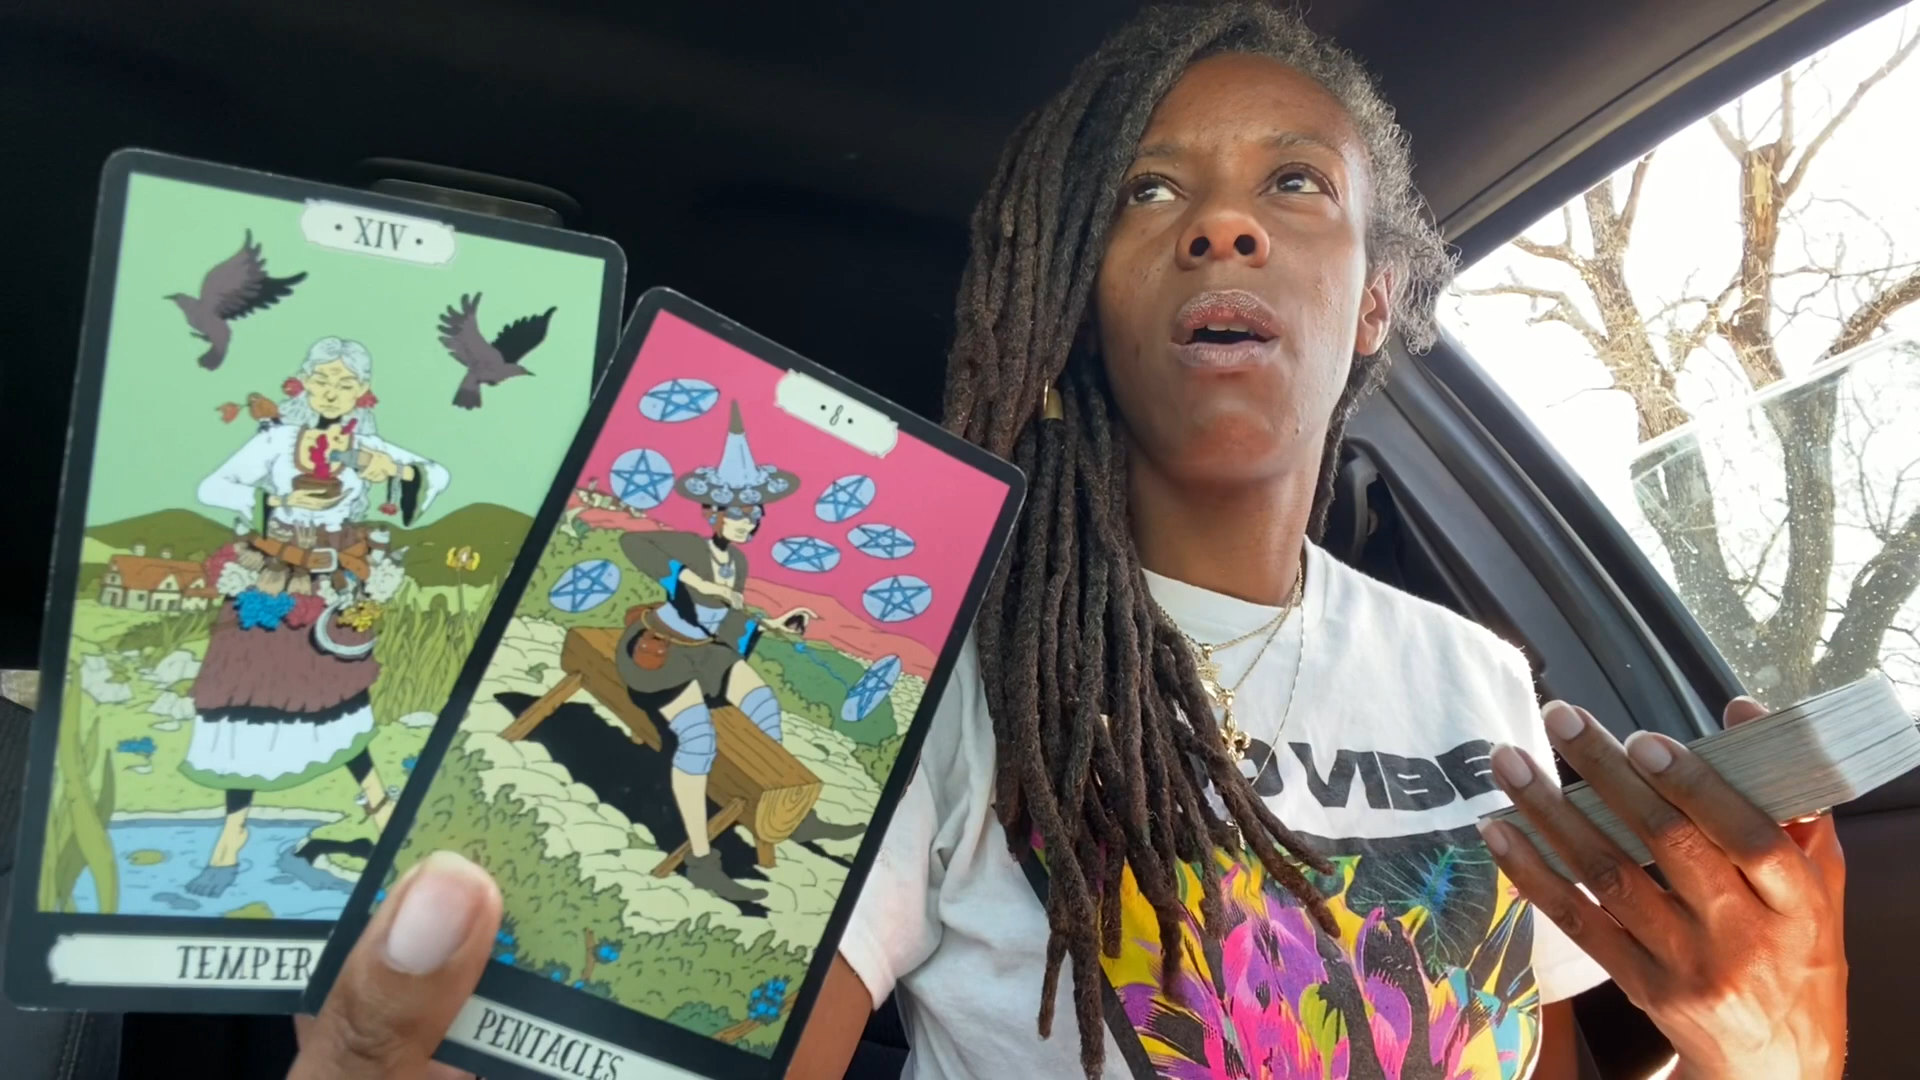 • XIV •
TEMPER
• 8 •
PENTACLES
VIBE